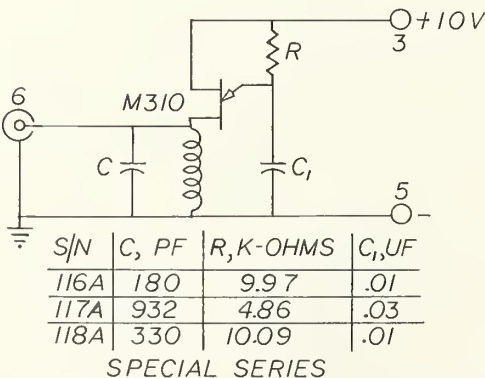 +10V
3
R
M310
6
C
C₁
5
-
S/N C, PF R, K-OHMS C₁, UF
116A 180 9.97 .01
117A 932 4.86 .03
118A 330 10.09 .01
SPECIAL SERIES